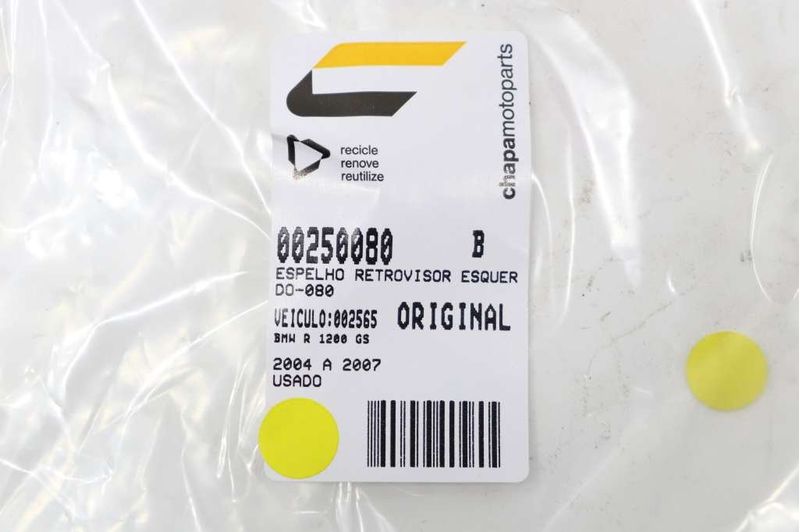 chapamotoparts
recicle
renove
reutilize
00250080 B
ESPELHO RETROVISOR ESQUER
DO-080
VEICULO:002565 ORIGINAL
BMW R 1200 GS
2004 A 2007
USADO